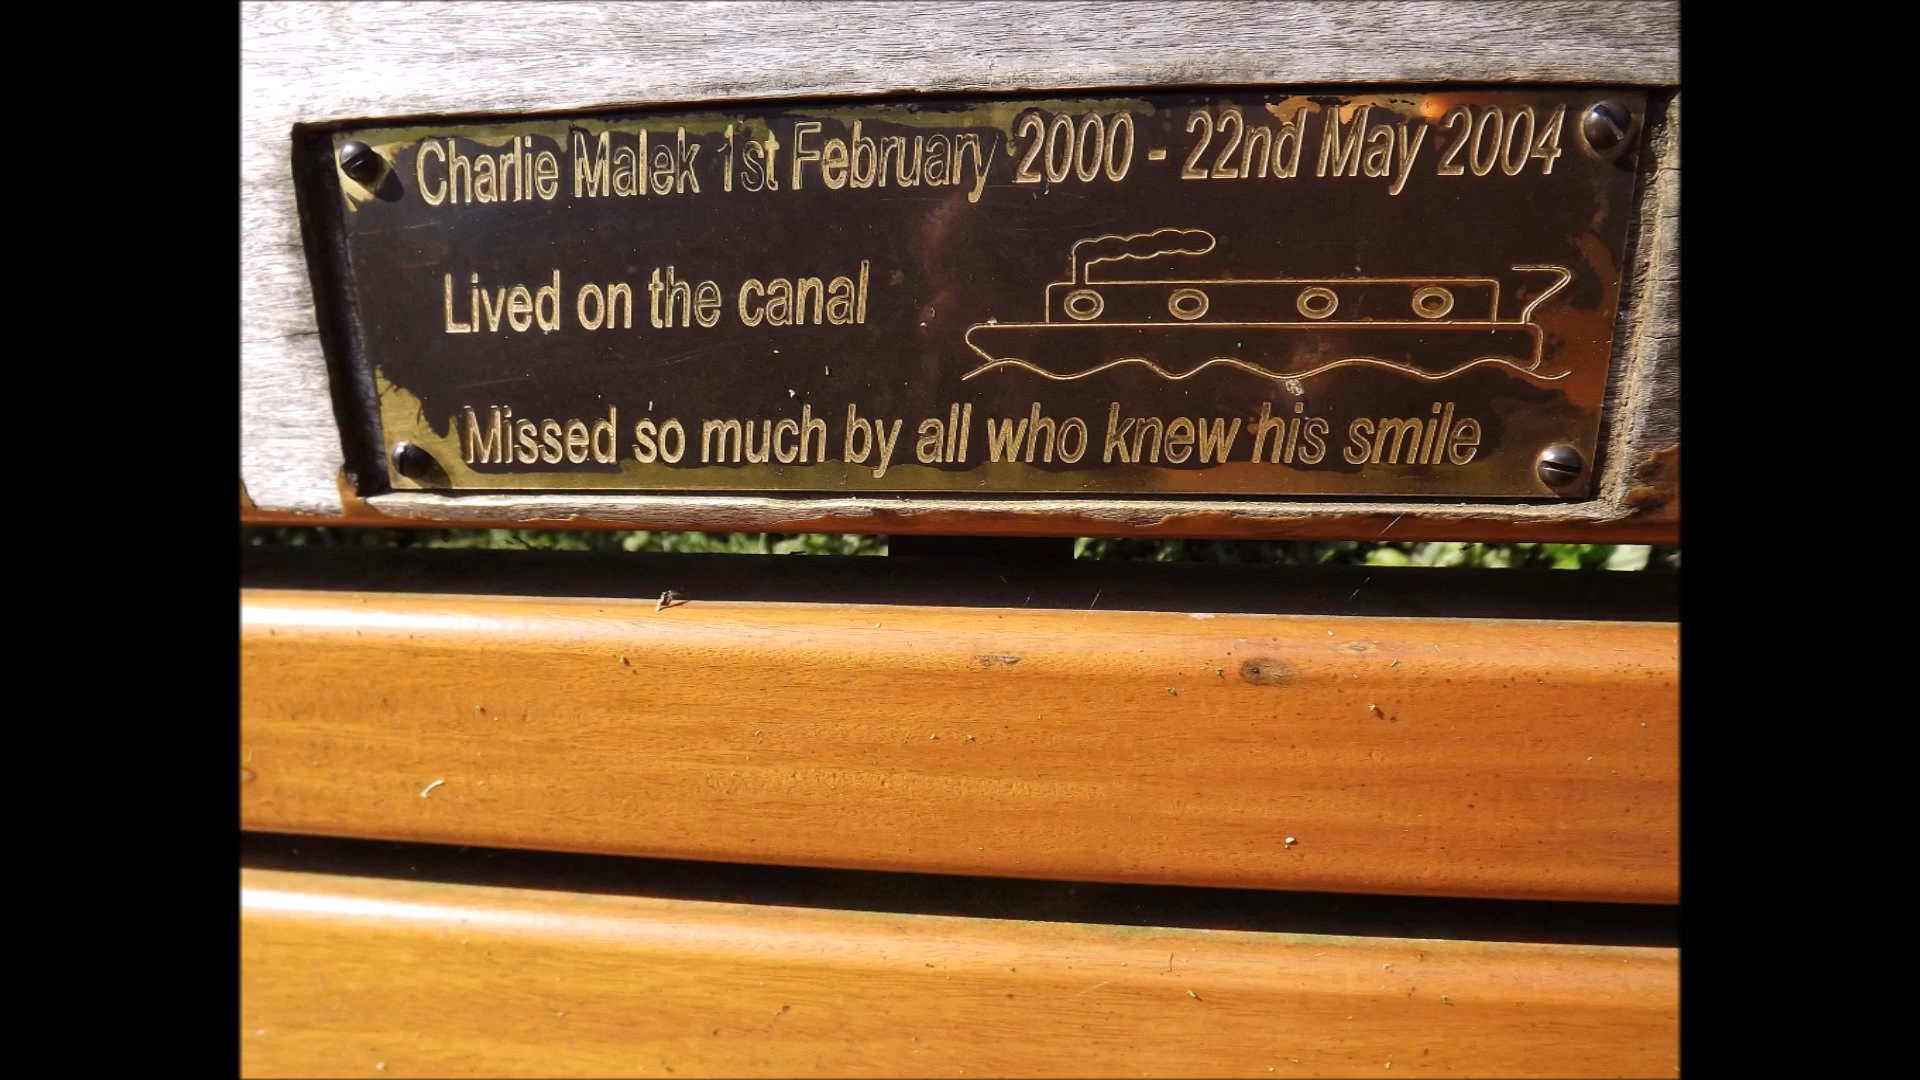 Charlie Malek 1st February 2000 - 22nd May 2004
Lived on the canal
Missed so much by all who knew his smile